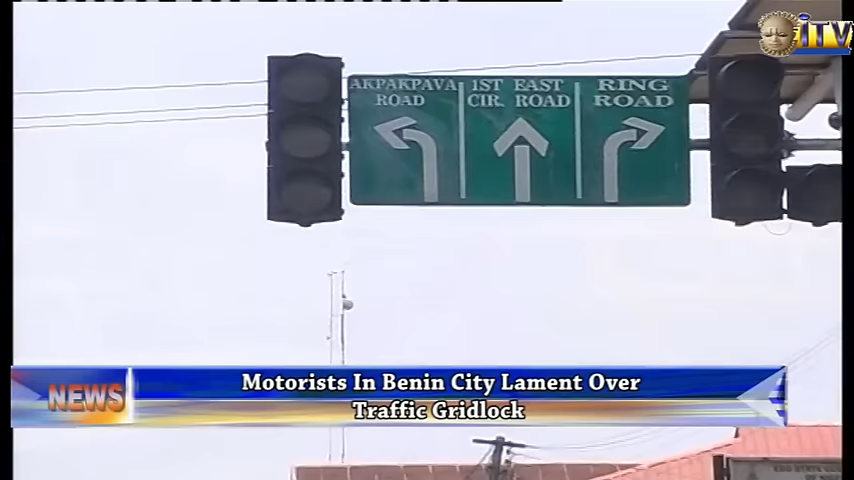 iTV
AKPAKPAVA
ROAD
1ST EAST
CIR. ROAD
RING
ROAD
NEWS
Motorists In Benin City Lament Over
Traffic Gridlock